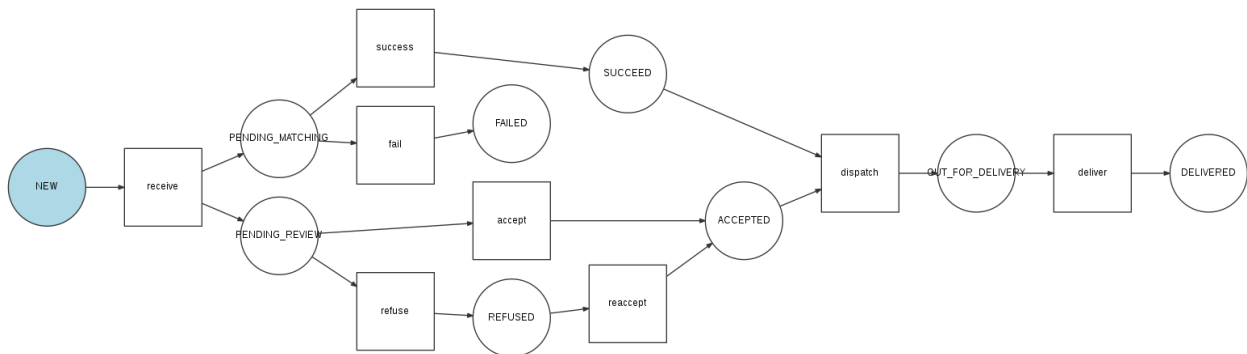 NEW
receive
PENDING_MATCHING
PENDING_REVIEW
success
fail
accept
refuse
FAILED
REFUSED
SUCCEED
reaccept
ACCEPTED
dispatch
OUT_FOR_DELIVERY
deliver
DELIVERED